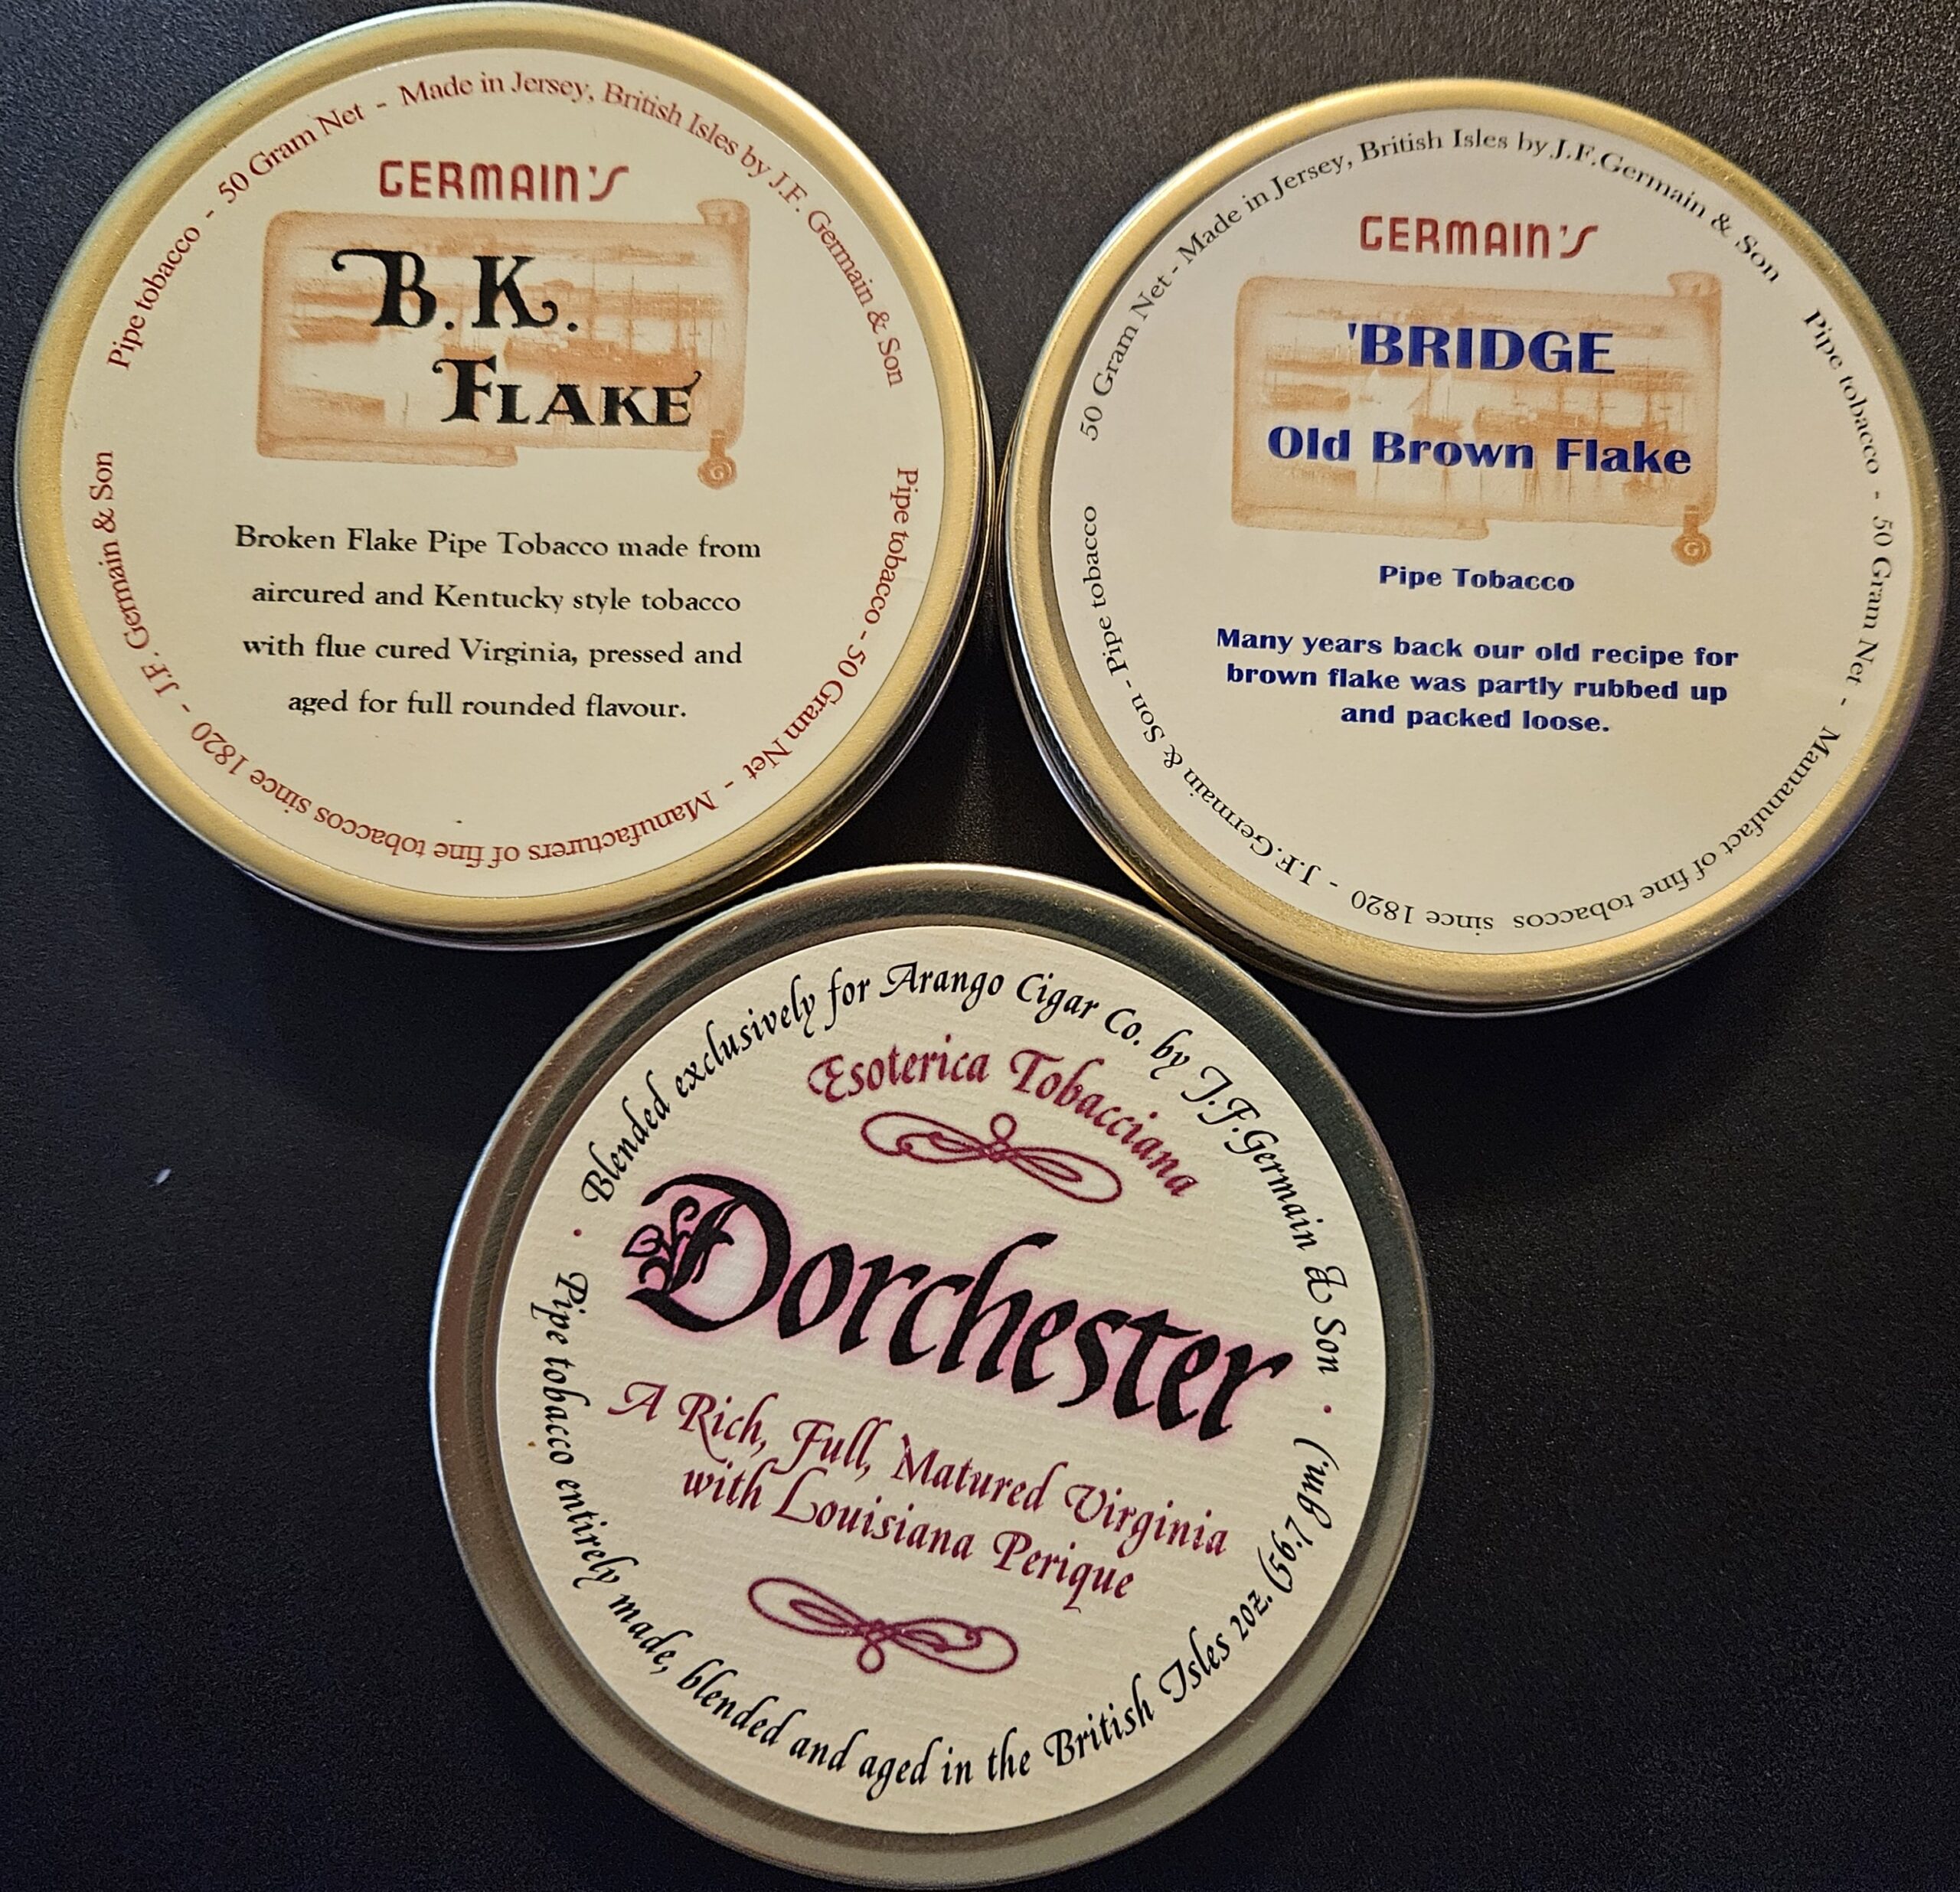 Pipe tobacco - 50 Gram Net - Made in Jersey, British Isles by J.F. Germain & Son
GERMAIN'S
B.K.
FLAKE
Broken Flake Pipe Tobacco made from
aircured and Kentucky style tobacco
with flue cured Virginia, pressed and
aged for full rounded flavour.
Pipe tobacco - 50 Gram Net - Manufacturers of fine tobaccos since 1820 - J.F. Germain & Son
50 Gram Net - Made in Jersey, British Isles by J.F.Germain & Son
GERMAIN'S
'BRIDGE
Old Brown Flake
Pipe Tobacco
Many years back our old recipe for
brown flake was partly rubbed up
and packed loose.
Pipe tobacco - 50 Gram Net - Mamanufact of fine tobaccos since 1820 - J.F.Germain & Son - Pipe tobacco
Blended exclusively for Arango Cigar Co. by J.F.Germain & Son
Esoterica Tobacciana
Dorchester
A Rich, Full, Matured Virginia
with Louisiana Perique
Pipe tobacco entirely made, blended and aged in the British Isles 2oz. (56.7 gm.)